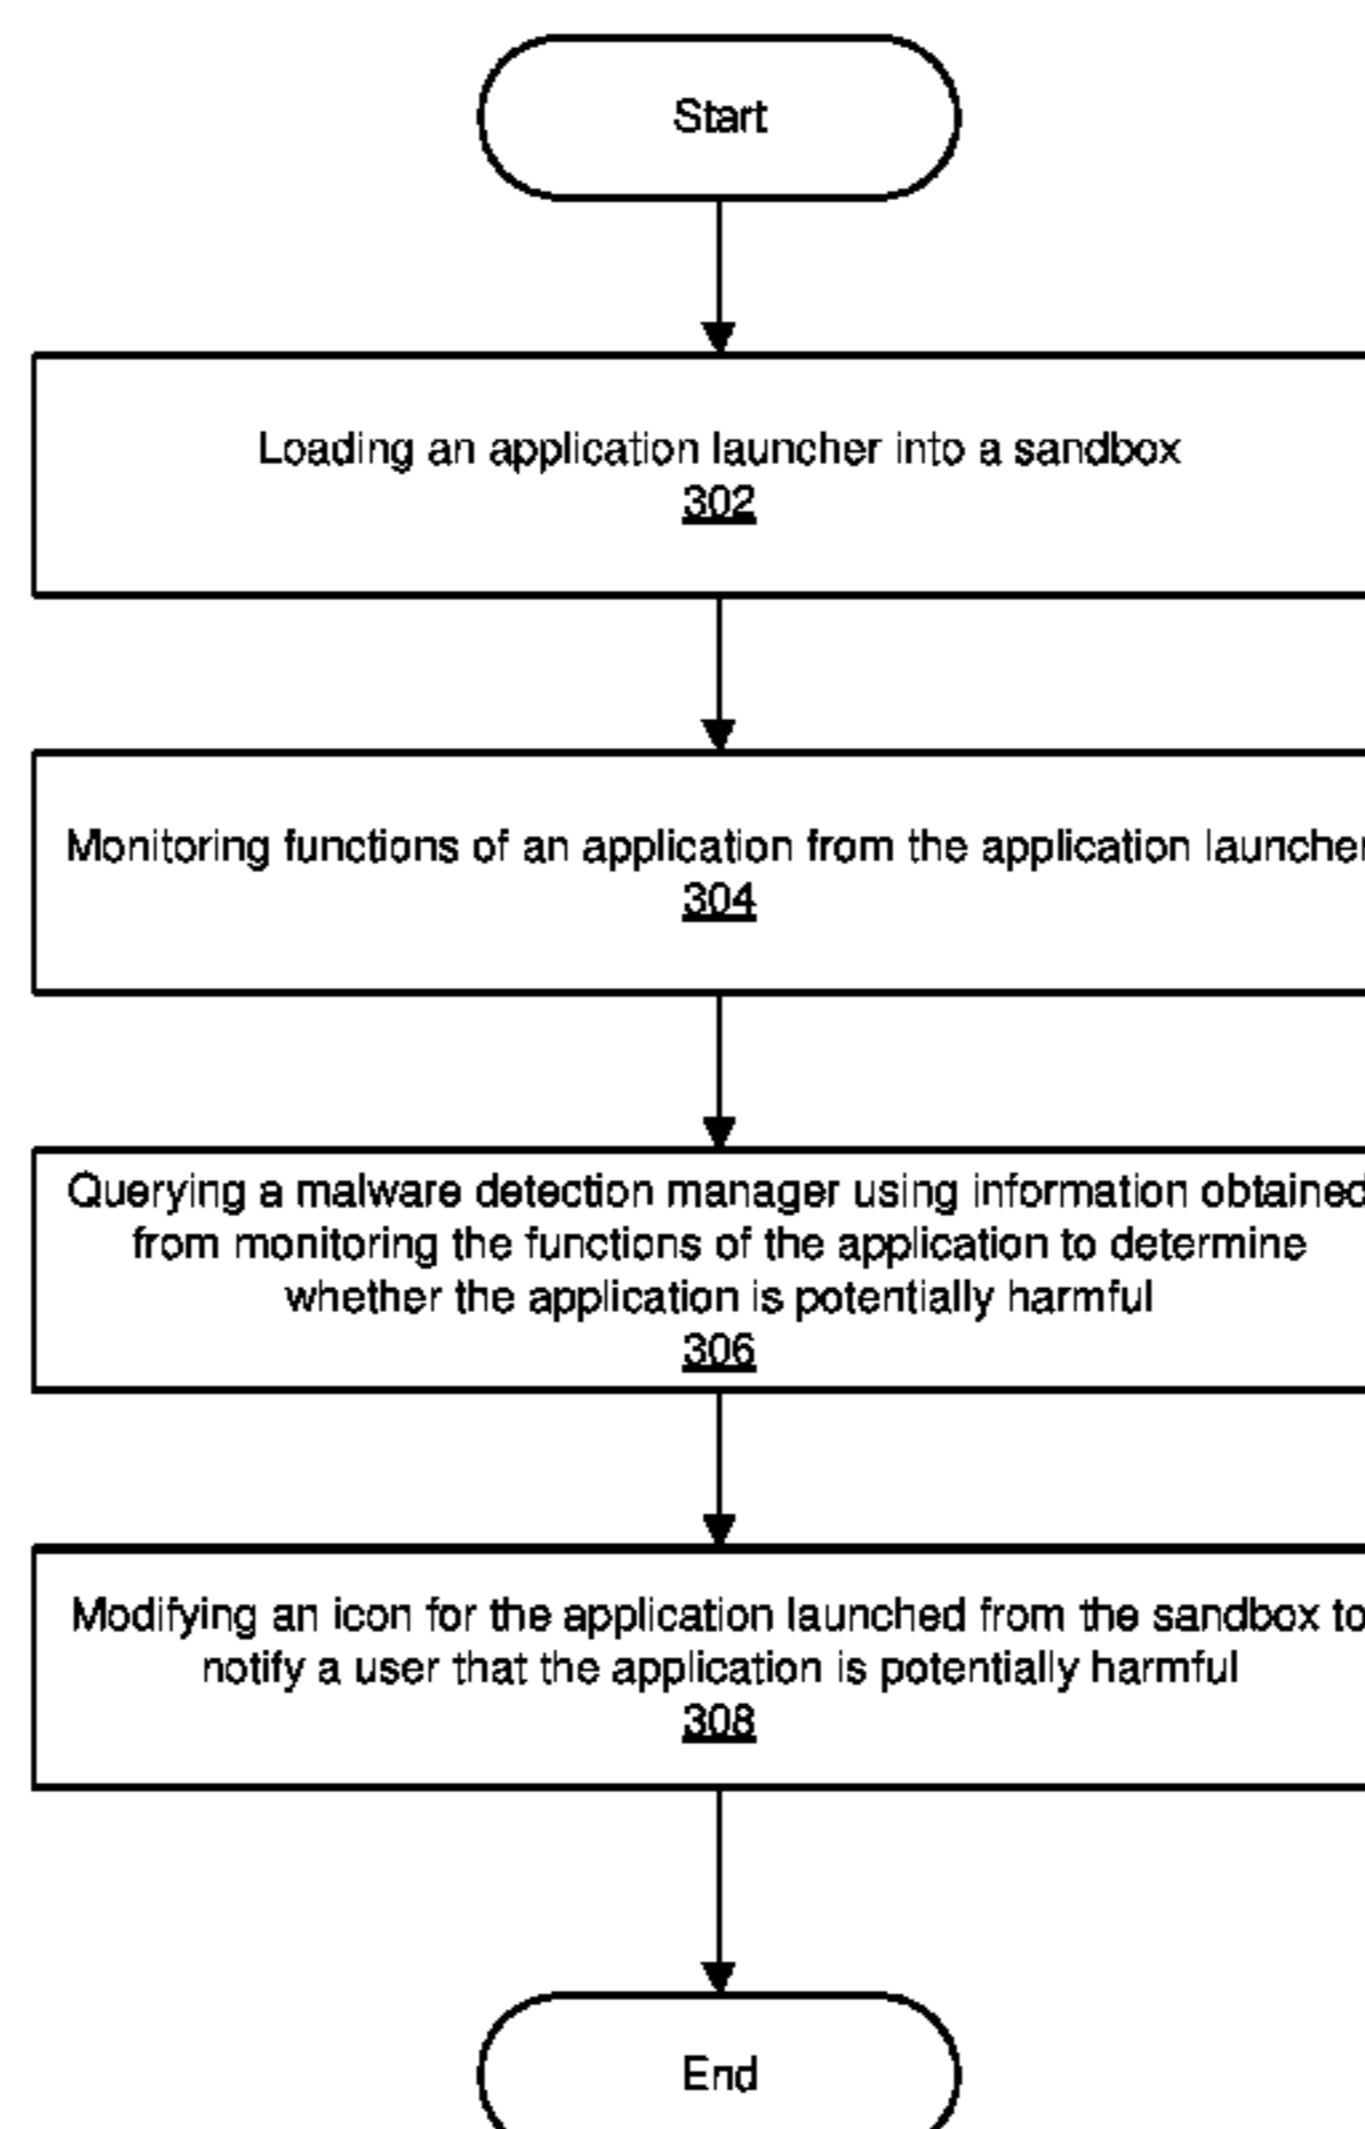 Start
Loading an application launcher into a sandbox
302
Monitoring functions of an application from the application launcher
304
Querying a malware detection manager using information obtained
from monitoring the functions of the application to determine
whether the application is potentially harmful
306
Modifying an icon for the application launched from the sandbox to
notify a user that the application is potentially harmful
308
End